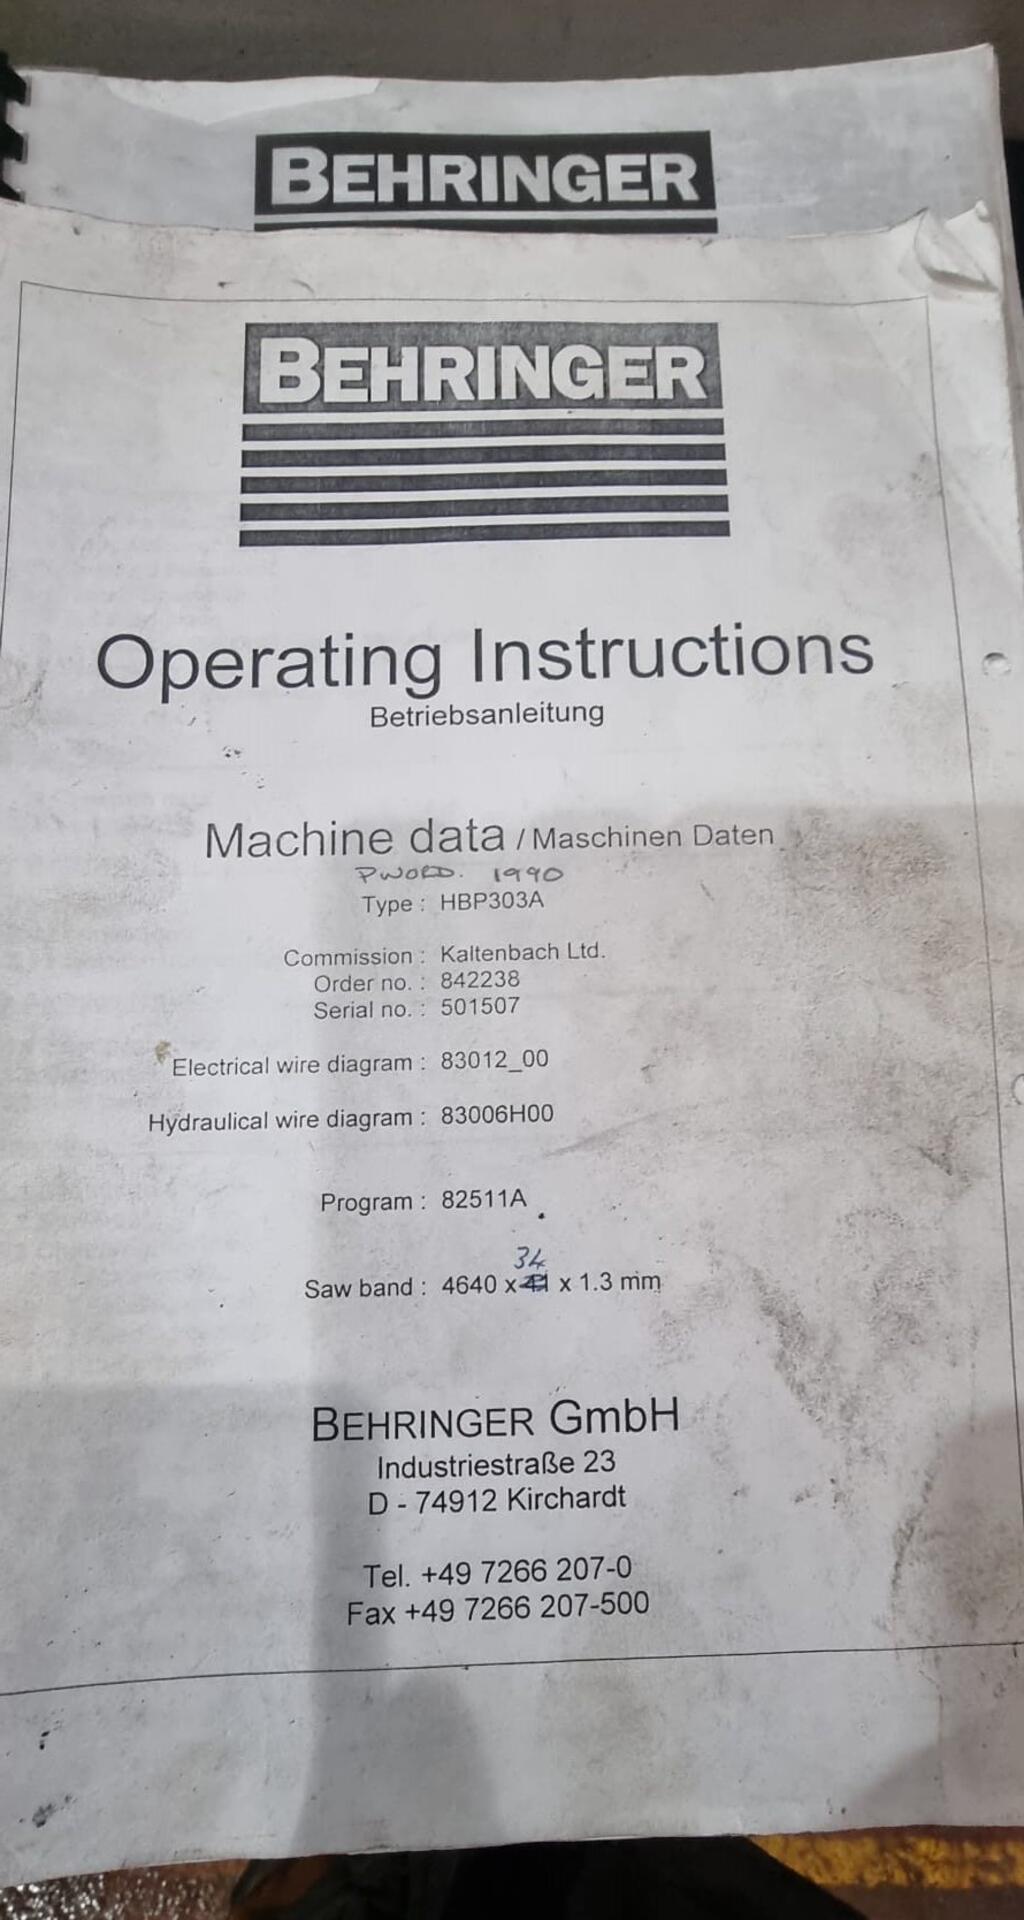 BEHRINGER
BEHRINGER
Operating Instructions
Betriebsanleitung
Machine data / Maschinen Daten
PWORD. 1990
Type : HBP303A
Commission : Kaltenbach Ltd.
Order no. : 842238
Serial no. : 501507
Electrical wire diagram : 83012_00
Hydraulical wire diagram : 83006H00
Program : 82511A
34
Saw band : 4640 x 41 x 1.3 mm
BEHRINGER GmbH
Industriestraße 23
D - 74912 Kirchardt
Tel. +49 7266 207-0
Fax +49 7266 207-500